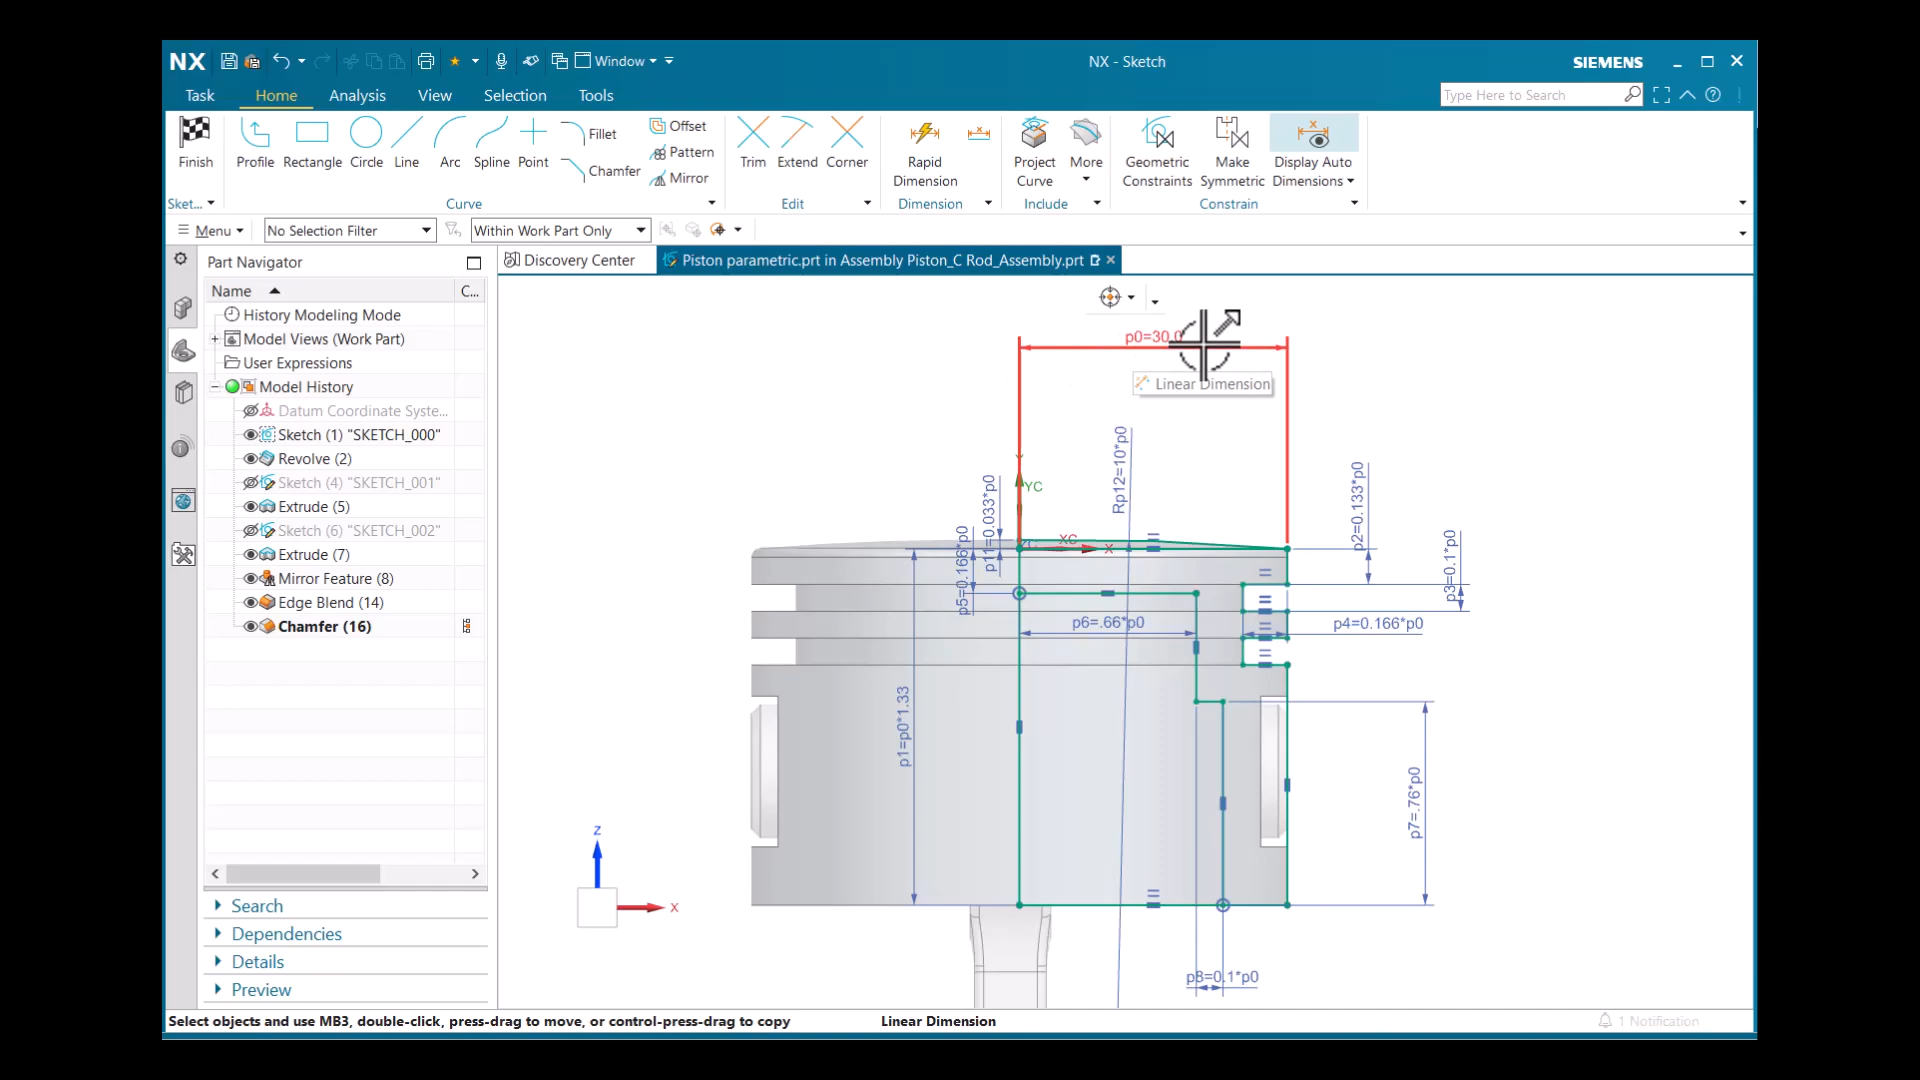 NX
Window
NX - Sketch
SIEMENS
Task
Home
Analysis
View
Selection
Tools
Type Here to Search
Finish
Profile
Rectangle
Circle
Line
Arc
Spline
Point
Fillet
Chamfer
Offset
Pattern
Mirror
Trim
Extend
Corner
Rapid
Dimension
Project
Curve
More
Geometric
Constraints
Make
Symmetric
Display Auto
Dimensions
Sket...
Curve
Edit
Dimension
Include
Constrain
Menu
No Selection Filter
Within Work Part Only
Part Navigator
Discovery Center
Piston parametric.prt in Assembly Piston_C Rod_Assembly.prt
Name
C...
History Modeling Mode
Model Views (Work Part)
User Expressions
Model History
Datum Coordinate Syste...
Sketch (1) "SKETCH_000"
Revolve (2)
Sketch (4) "SKETCH_001"
Extrude (5)
Sketch (6) "SKETCH_002"
Extrude (7)
Mirror Feature (8)
Edge Blend (14)
Chamfer (16)
Search
Dependencies
Details
Preview
p0=30.0
Linear Dimension
YC
XC
X
Rp12=10*p0
p11=0.033*p0
p5=0.166*p0
p2=0.133*p0
p3=0.1*p0
p4=0.166*p0
p6=.66*p0
p1=p0*1.33
p7=.76*p0
p8=0.1*p0
Z
X
Select objects and use MB3, double-click, press-drag to move, or control-press-drag to copy
Linear Dimension
1 Notification